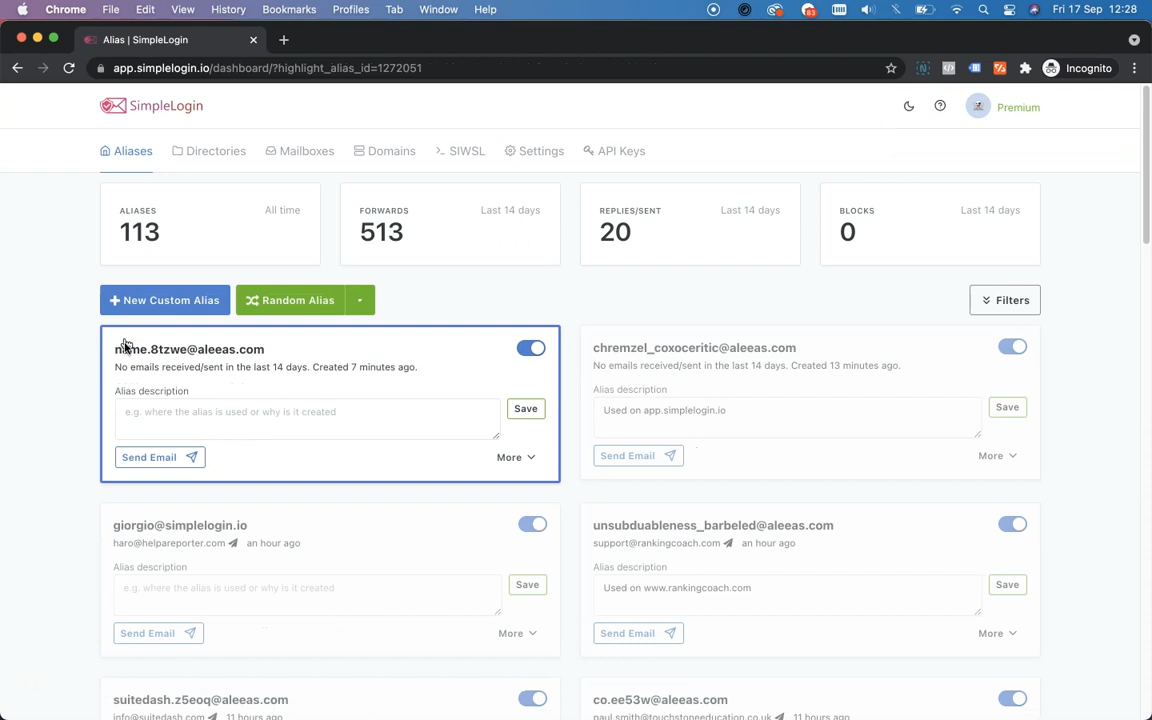 Chrome File Edit View History Bookmarks Profiles Tab Window Help Fri 17 Sep 12:28
Alias | SimpleLogin
app.simplelogin.io/dashboard/?highlight_alias_id=1272051 Incognito
SimpleLogin Premium
Aliases Directories Mailboxes Domains SIWSL Settings API Keys
ALIASES All time
113
FORWARDS Last 14 days
513
REPLIES/SENT Last 14 days
20
BLOCKS Last 14 days
0
New Custom Alias Random Alias Filters
name.8tzwe@aleeas.com
No emails received/sent in the last 14 days. Created 7 minutes ago.
Alias description
e.g. where the alias is used or why is it created
Save
Send Email More
chremzel_coxoceritic@aleeas.com
No emails received/sent in the last 14 days. Created 13 minutes ago.
Alias description
Used on app.simplelogin.io
Save
Send Email More
giorgio@simplelogin.io
haro@helpareporter.com an hour ago
Alias description
e.g. where the alias is used or why is it created
Save
Send Email More
unsubduableness_barbeled@aleeas.com
support@rankingcoach.com an hour ago
Alias description
Used on www.rankingcoach.com
Save
Send Email More
suitedash.z5eoq@aleeas.com
info@suitedash.com 11 hours ago
co.ee53w@aleeas.com
paul.smith@touchstoneeducation.co.uk 11 hours ago